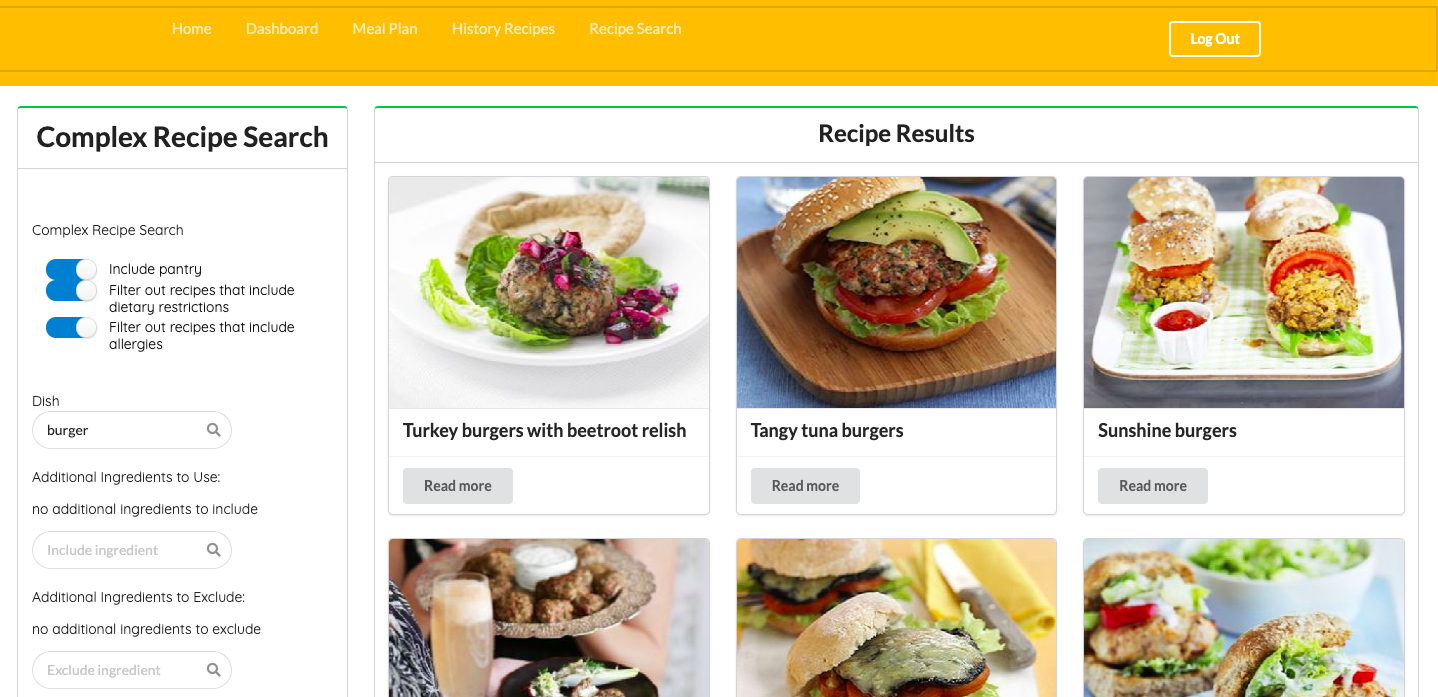 Home Dashboard Meal Plan History Recipes Recipe Search Log Out
Complex Recipe Search
Complex Recipe Search
Include pantry
Filter out recipes that include
dietary restrictions
Filter out recipes that include
allergies
Dish
burger
Additional Ingredients to Use:
no additional ingredients to include
Include ingredient
Additional Ingredients to Exclude:
no additional ingredients to exclude
Exclude ingredient
Recipe Results
Turkey burgers with beetroot relish
Read more
Tangy tuna burgers
Read more
Sunshine burgers
Read more